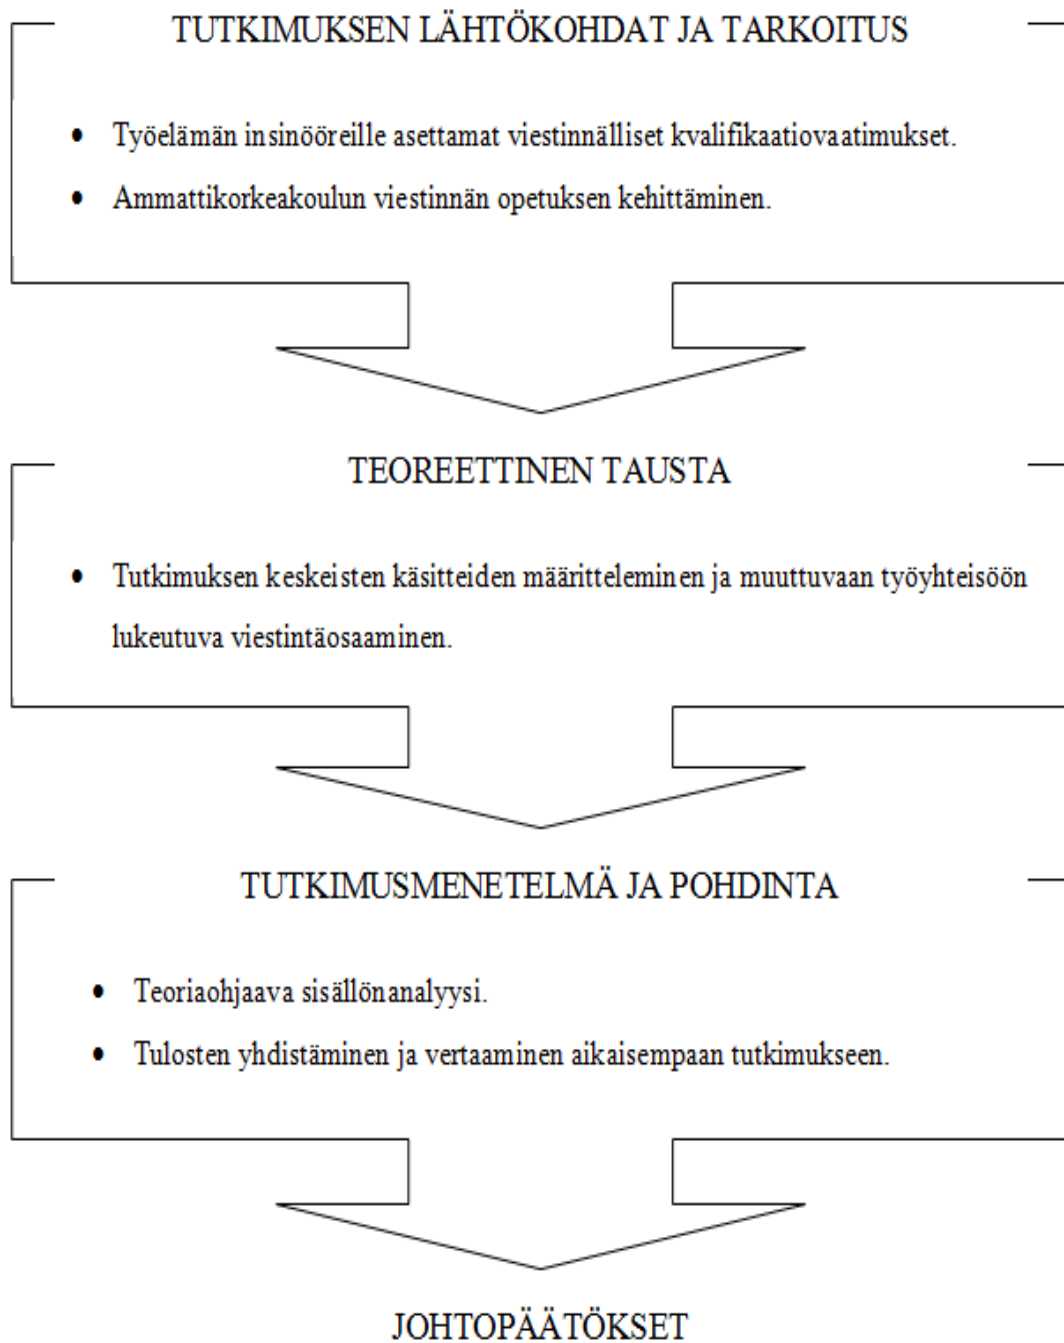 TUTKIMUKSEN LÄHTÖKOHDAT JA TARKOITUS
• Työelämän insinööreille asettamat viestinnälliset kvalifikaatiovaatimukset.
• Ammattikorkeakoulun viestinnän opetuksen kehittäminen.
TEOREETTINEN TAUSTA
• Tutkimuksen keskeisten käsitteiden määritteleminen ja muuttuvaan työyhteisöön
lukeutuva viestintäosaaminen.
TUTKIMUSMENETELMÄ JA POHDINTA
• Teoriaohjaava sisällönanalyysi.
• Tulosten yhdistäminen ja vertaaminen aikaisempaan tutkimukseen.
JOHTOPÄÄTÖKSET